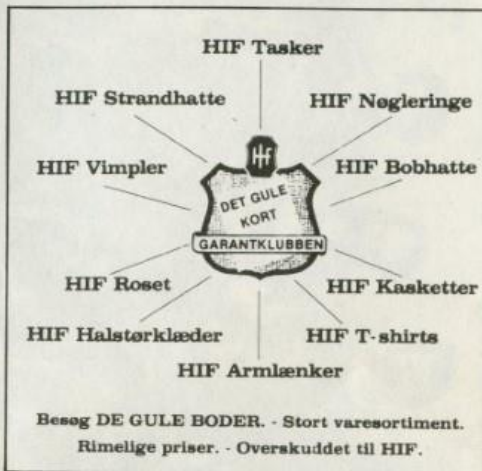 HIF Tasker
HIF Strandhatte
HIF Nøgleringe
HIF Vimpler
HIF Bobhatte
HIF
DET GULE
KORT
GARANTKLUBBEN
HIF Roset
HIF Kasketter
HIF Halstørklæder
HIF T-shirts
HIF Armlænker
Besøg DE GULE BODER. - Stort varesortiment.
Rimelige priser. - Overskuddet til HIF.